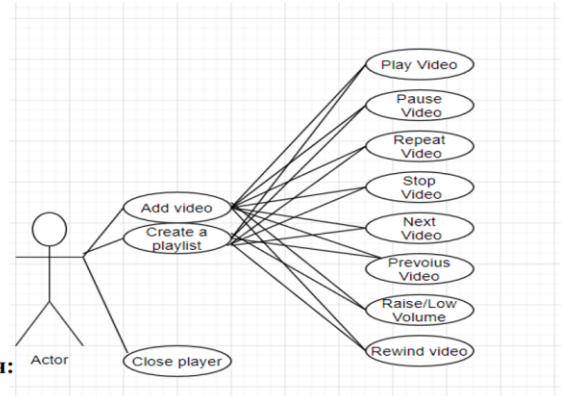 Play Video
Pause
Video
Repeat
Video
Stop
Video
Add video
Create a
playlist
Next
Video
Prevoius
Video
Raise/Low
Volume
Rewind video
Close player
Actor